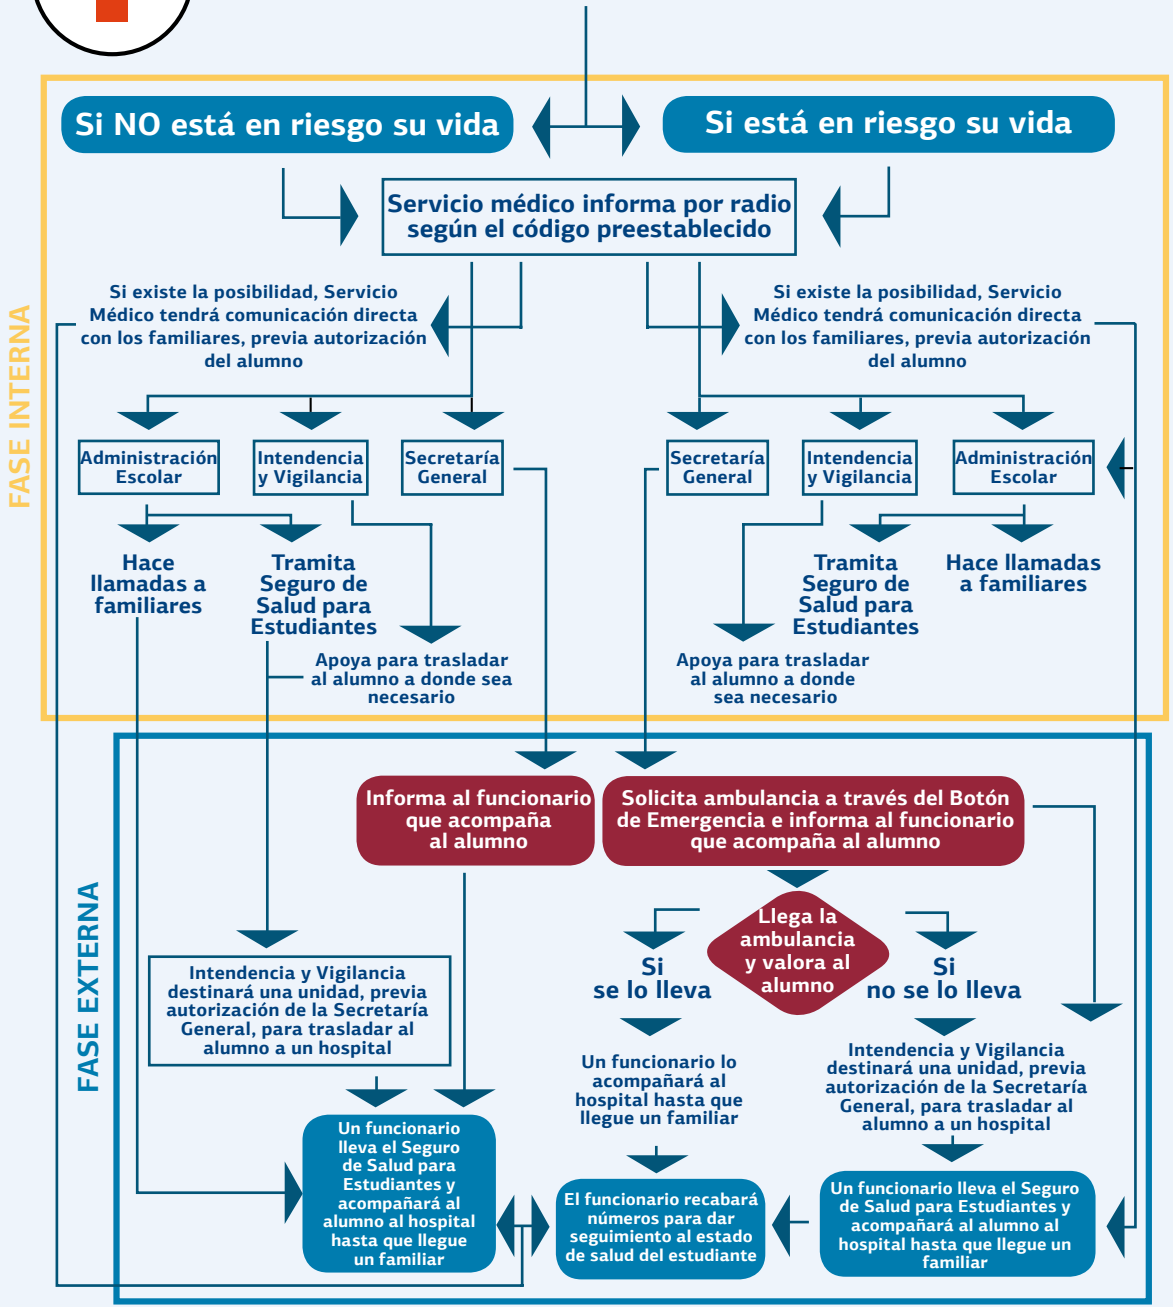 Si NO está en riesgo su vida
Si está en riesgo su vida
Servicio médico informa por radio
según el código preestablecido
FASE INTERNA
Si existe la posibilidad, Servicio
Médico tendrá comunicación directa
con los familiares, previa autorización
del alumno
Si existe la posibilidad, Servicio
Médico tendrá comunicación directa
con los familiares, previa autorización
del alumno
Administración
Escolar
Intendencia
y Vigilancia
Secretaría
General
Secretaría
General
Intendencia
y Vigilancia
Administración
Escolar
Hace
llamadas a
familiares
Tramita
Seguro de
Salud para
Estudiantes
Apoya para trasladar
al alumno a donde sea
necesario
Tramita
Seguro de
Salud para
Estudiantes
Hace llamadas
a familiares
Apoya para trasladar
al alumno a donde
sea necesario
FASE EXTERNA
Informa al funcionario
que acompaña
al alumno
Solicita ambulancia a través del Botón
de Emergencia e informa al funcionario
que acompaña al alumno
Llega la
ambulancia
y valora al
alumno
Si
se lo lleva
Si
no se lo lleva
Intendencia y Vigilancia
destinará una unidad, previa
autorización de la Secretaría
General, para trasladar al
alumno a un hospital
Un funcionario lo
acompañará al
hospital hasta que
llegue un familiar
Intendencia y Vigilancia
destinará una unidad, previa
autorización de la Secretaría
General, para trasladar al
alumno a un hospital
Un funcionario
lleva el Seguro
de Salud para
Estudiantes y
acompañará al
alumno al hospital
hasta que llegue
un familiar
El funcionario recabará
números para dar
seguimiento al estado
de salud del estudiante
Un funcionario lleva el Seguro
de Salud para Estudiantes y
acompañará al alumno al
hospital hasta que llegue un
familiar